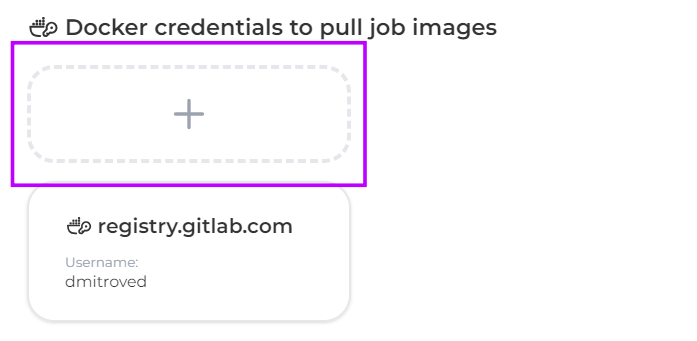 Docker credentials to pull job images
registry.gitlab.com
Username:
dmitroved